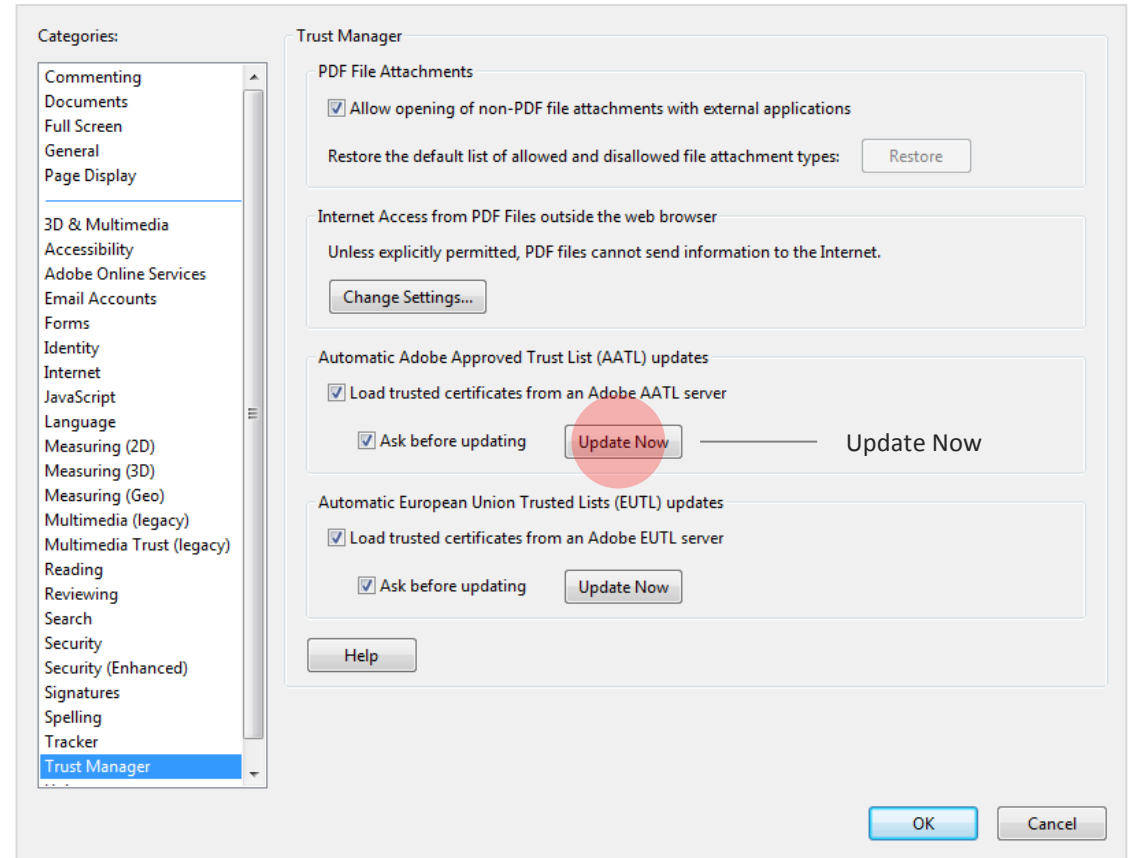 Categories:
Commenting
Documents
Full Screen
General
Page Display
3D & Multimedia
Accessibility
Adobe Online Services
Email Accounts
Forms
Identity
Internet
JavaScript
Language
Measuring (2D)
Measuring (3D)
Measuring (Geo)
Multimedia (legacy)
Multimedia Trust (legacy)
Reading
Reviewing
Search
Security
Security (Enhanced)
Signatures
Spelling
Tracker
Trust Manager
Trust Manager
PDF File Attachments
Allow opening of non-PDF file attachments with external applications
Restore the default list of allowed and disallowed file attachment types: Restore
Internet Access from PDF Files outside the web browser
Unless explicitly permitted, PDF files cannot send information to the Internet.
Change Settings...
Automatic Adobe Approved Trust List (AATL) updates
Load trusted certificates from an Adobe AATL server
Ask before updating Update Now Update Now
Automatic European Union Trusted Lists (EUTL) updates
Load trusted certificates from an Adobe EUTL server
Ask before updating Update Now
Help
OK Cancel